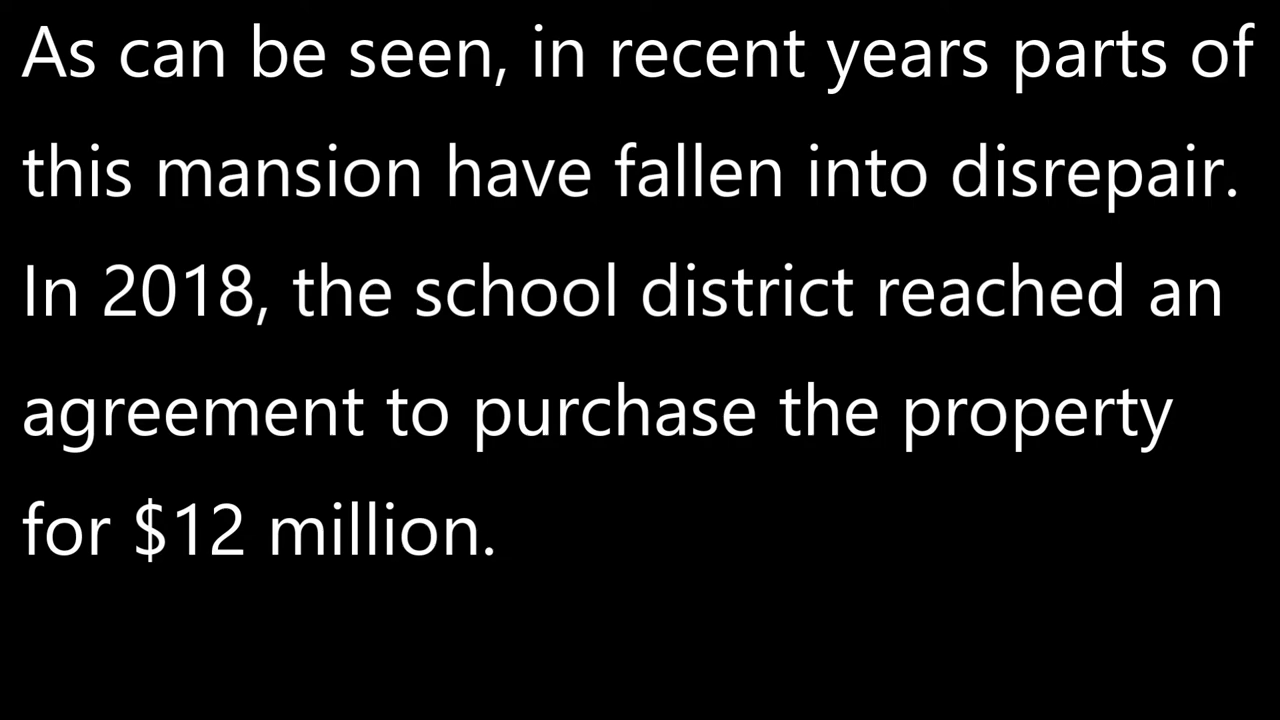 As can be seen, in recent years parts of
this mansion have fallen into disrepair.
In 2018, the school district reached an
agreement to purchase the property
for $12 million.